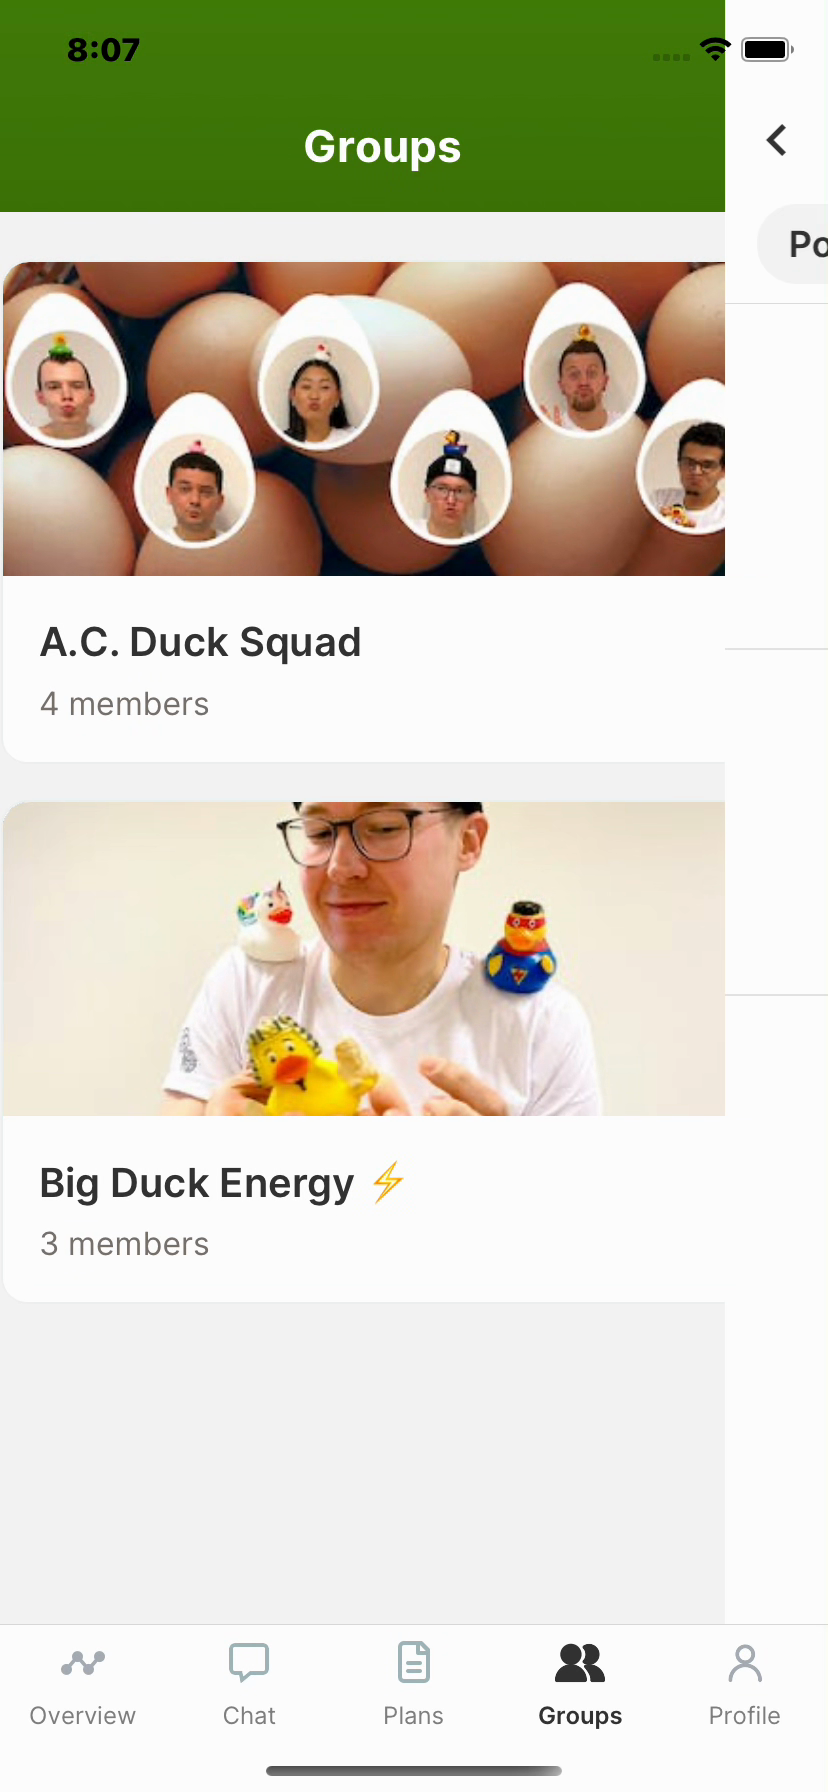 8:07
Groups
Po
A.C. Duck Squad
4 members
Big Duck Energy ⚡
3 members
Overview
Chat
Plans
Groups
Profile